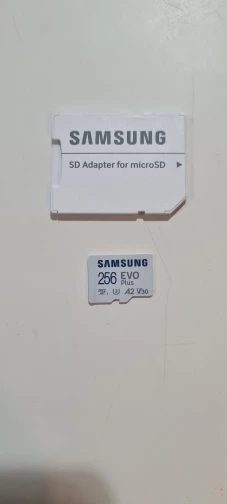 SAMSUNG
SD Adapter for microSD
SAMSUNG
256 EVO
Plus
A2 V30